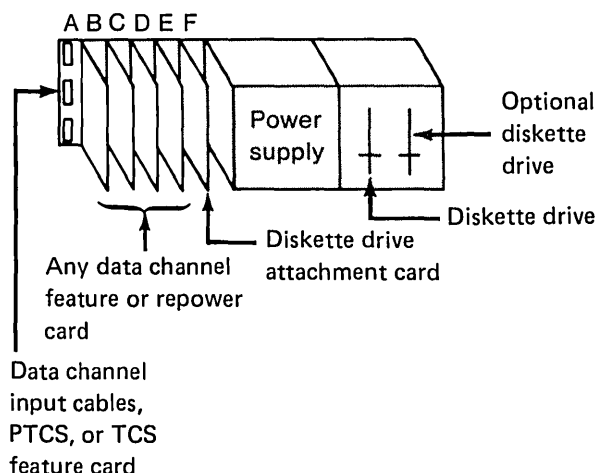 A B C D E F
Power
supply
Optional
diskette
drive
Diskette drive
Diskette drive
attachment card
Any data channel
feature or repower
card
Data channel
input cables,
PTCS, or TCS
feature card